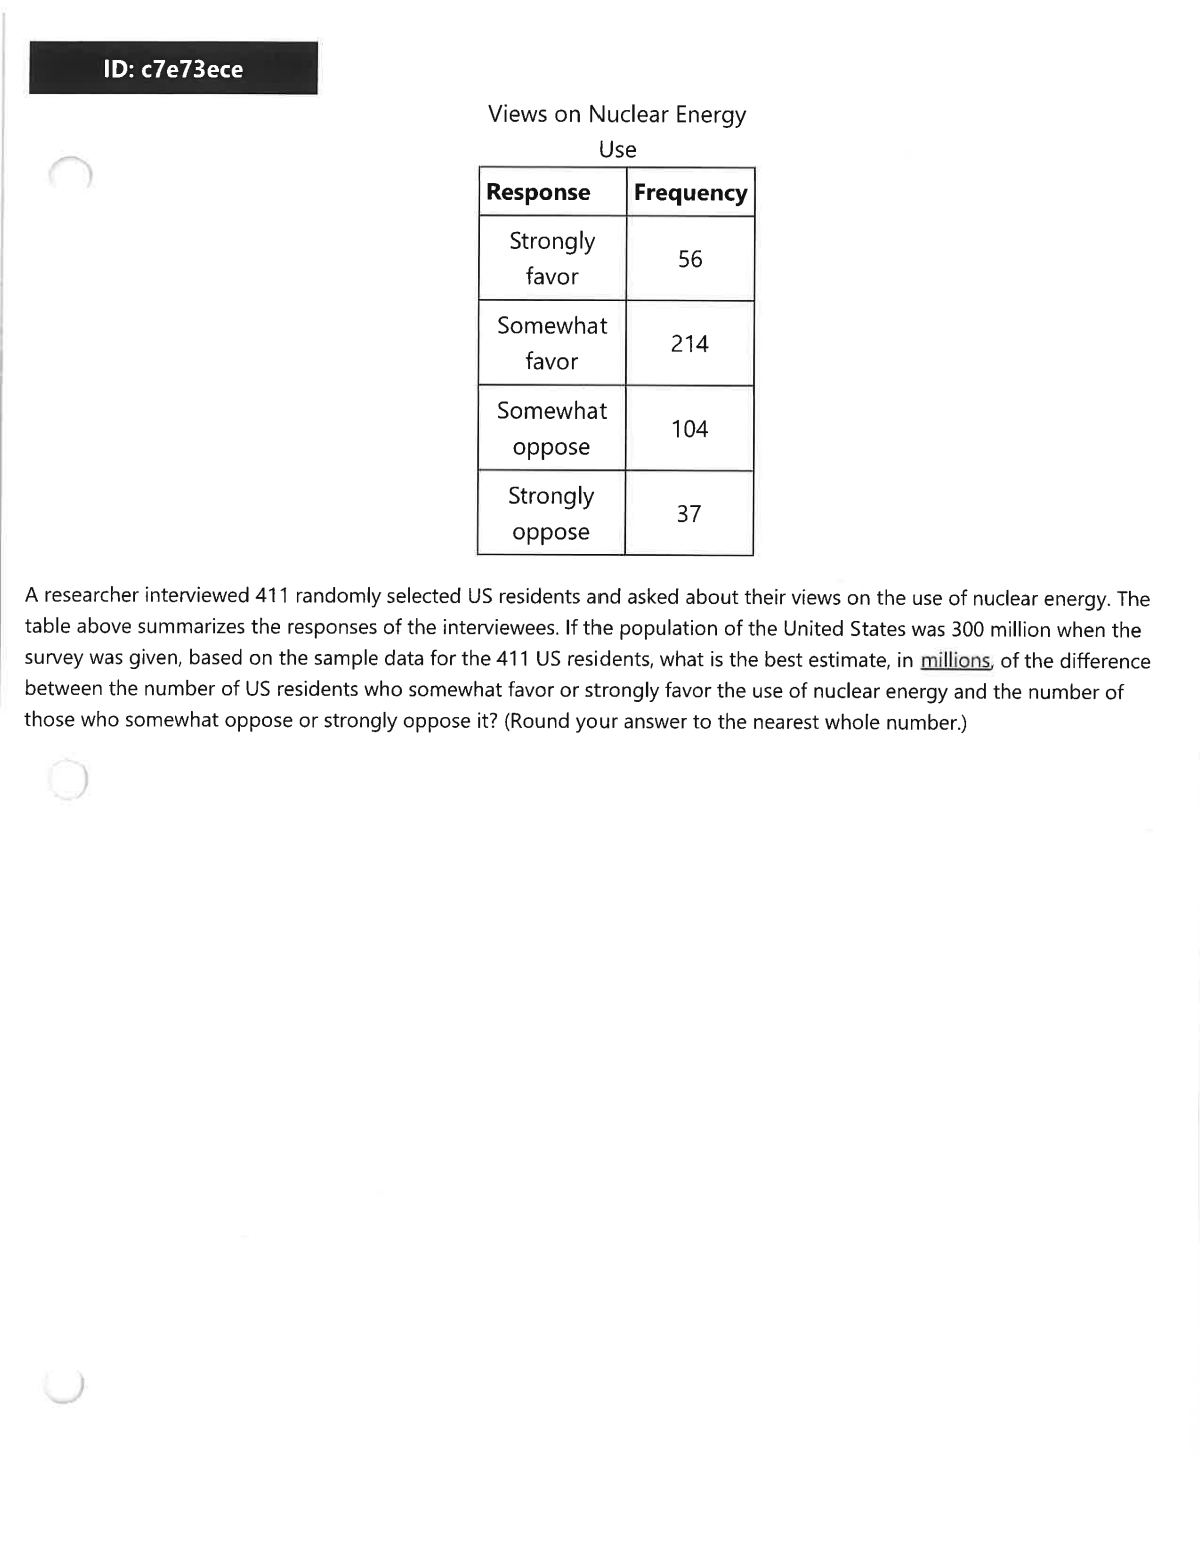 ID: c7e73ece
Views on Nuclear Energy
Use
Response Frequency
Strongly
favor
56
Somewhat
favor
214
Somewhat
oppose
104
Strongly
oppose
37
A researcher interviewed 411 randomly selected US residents and asked about their views on the use of nuclear energy. The
table above summarizes the responses of the interviewees. If the population of the United States was 300 million when the
survey was given, based on the sample data for the 411 US residents, what is the best estimate, in millions, of the difference
between the number of US residents who somewhat favor or strongly favor the use of nuclear energy and the number of
those who somewhat oppose or strongly oppose it? (Round your answer to the nearest whole number.)